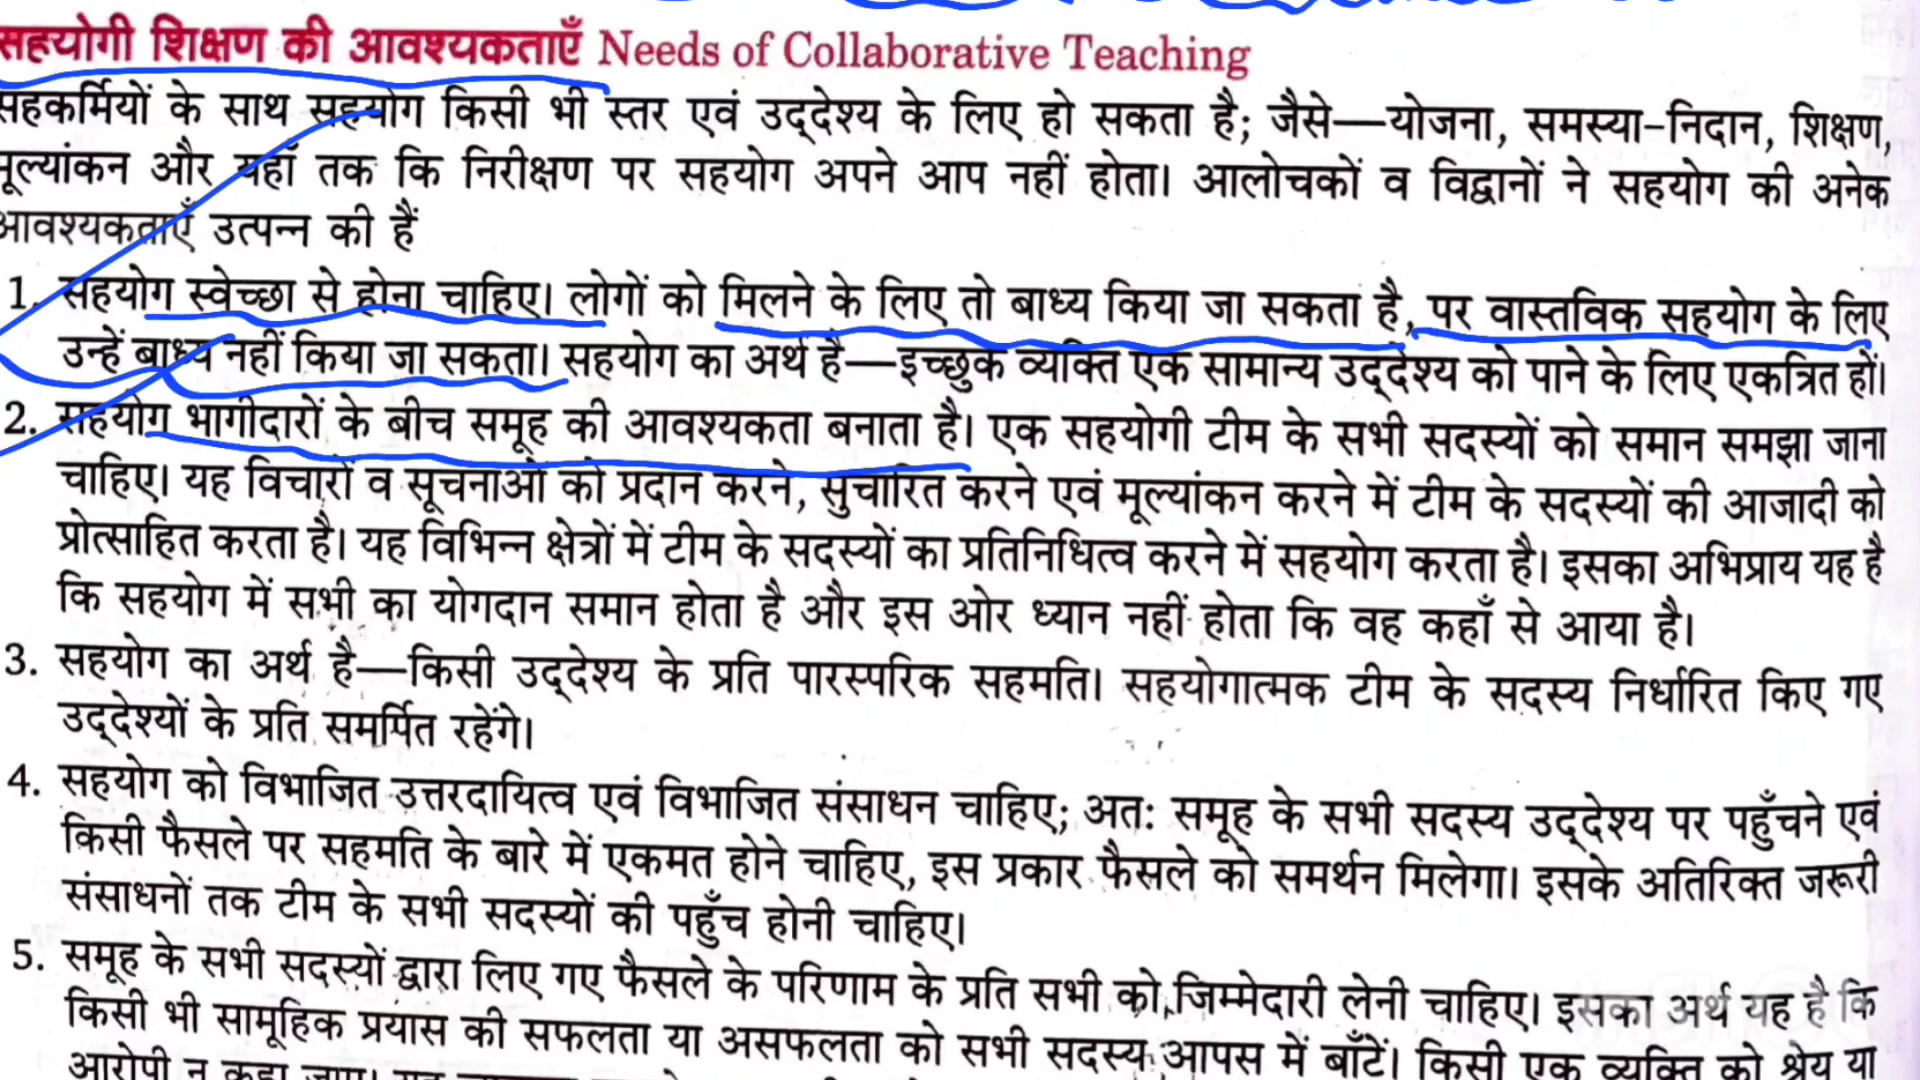 सहयोगी शिक्षण की आवश्यकताएँ Needs of Collaborative Teaching
सहकर्मियों के साथ सहयोग किसी भी स्तर एवं उद्देश्य के लिए हो सकता है; जैसे—योजना, समस्या-निदान, शिक्षण,
मूल्यांकन और यहाँ तक कि निरीक्षण पर सहयोग अपने आप नहीं होता। आलोचकों व विद्वानों ने सहयोग की अनेक
आवश्यकताएँ उत्पन्न की हैं
1. सहयोग स्वेच्छा से होना चाहिए। लोगों को मिलने के लिए तो बाध्य किया जा सकता है, पर वास्तविक सहयोग के लिए
उन्हें बाध्य नहीं किया जा सकता। सहयोग का अर्थ है—इच्छुक व्यक्ति एक सामान्य उद्देश्य को पाने के लिए एकत्रित हों।
2. सहयोग भागीदारों के बीच समूह की आवश्यकता बनाता है। एक सहयोगी टीम के सभी सदस्यों को समान समझा जाना
चाहिए। यह विचारों व सूचनाओं को प्रदान करने, सुचारित करने एवं मूल्यांकन करने में टीम के सदस्यों की आजादी को
प्रोत्साहित करता है। यह विभिन्न क्षेत्रों में टीम के सदस्यों का प्रतिनिधित्व करने में सहयोग करता है। इसका अभिप्राय यह है
कि सहयोग में सभी का योगदान समान होता है और इस ओर ध्यान नहीं होता कि वह कहाँ से आया है।
3. सहयोग का अर्थ है—किसी उद्देश्य के प्रति पारस्परिक सहमति। सहयोगात्मक टीम के सदस्य निर्धारित किए गए
उद्देश्यों के प्रति समर्पित रहेंगे।
4. सहयोग को विभाजित उत्तरदायित्व एवं विभाजित संसाधन चाहिए; अतः समूह के सभी सदस्य उद्देश्य पर पहुँचने एवं
किसी फैसले पर सहमति के बारे में एकमत होने चाहिए, इस प्रकार फैसले को समर्थन मिलेगा। इसके अतिरिक्त जरूरी
संसाधनों तक टीम के सभी सदस्यों की पहुँच होनी चाहिए।
5. समूह के सभी सदस्यों द्वारा लिए गए फैसले के परिणाम के प्रति सभी को जिम्मेदारी लेनी चाहिए। इसका अर्थ यह है कि
किसी भी सामूहिक प्रयास की सफलता या असफलता को सभी सदस्य आपस में बाँटें। किसी एक व्यक्ति को श्रेय या
आरोपी न कहा जाए।